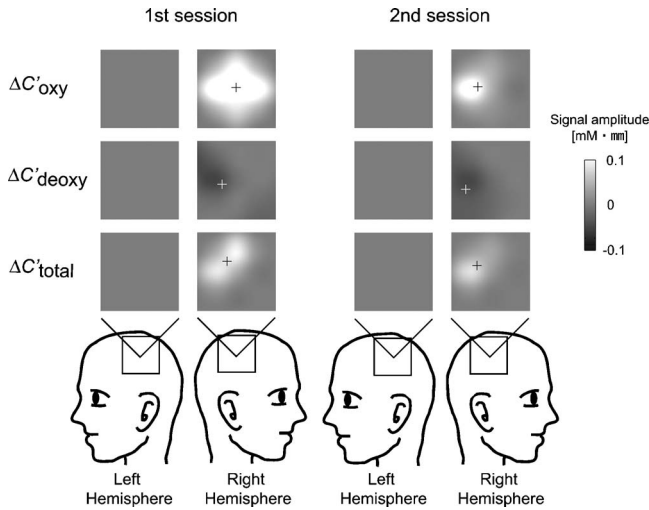 1st session
2nd session
ΔC'oxy
Signal amplitude
[mM・㎜]
0.1
ΔC'deoxy
0
-0.1
ΔC'total
Left
Hemisphere
Right
Hemisphere
Left
Hemisphere
Right
Hemisphere